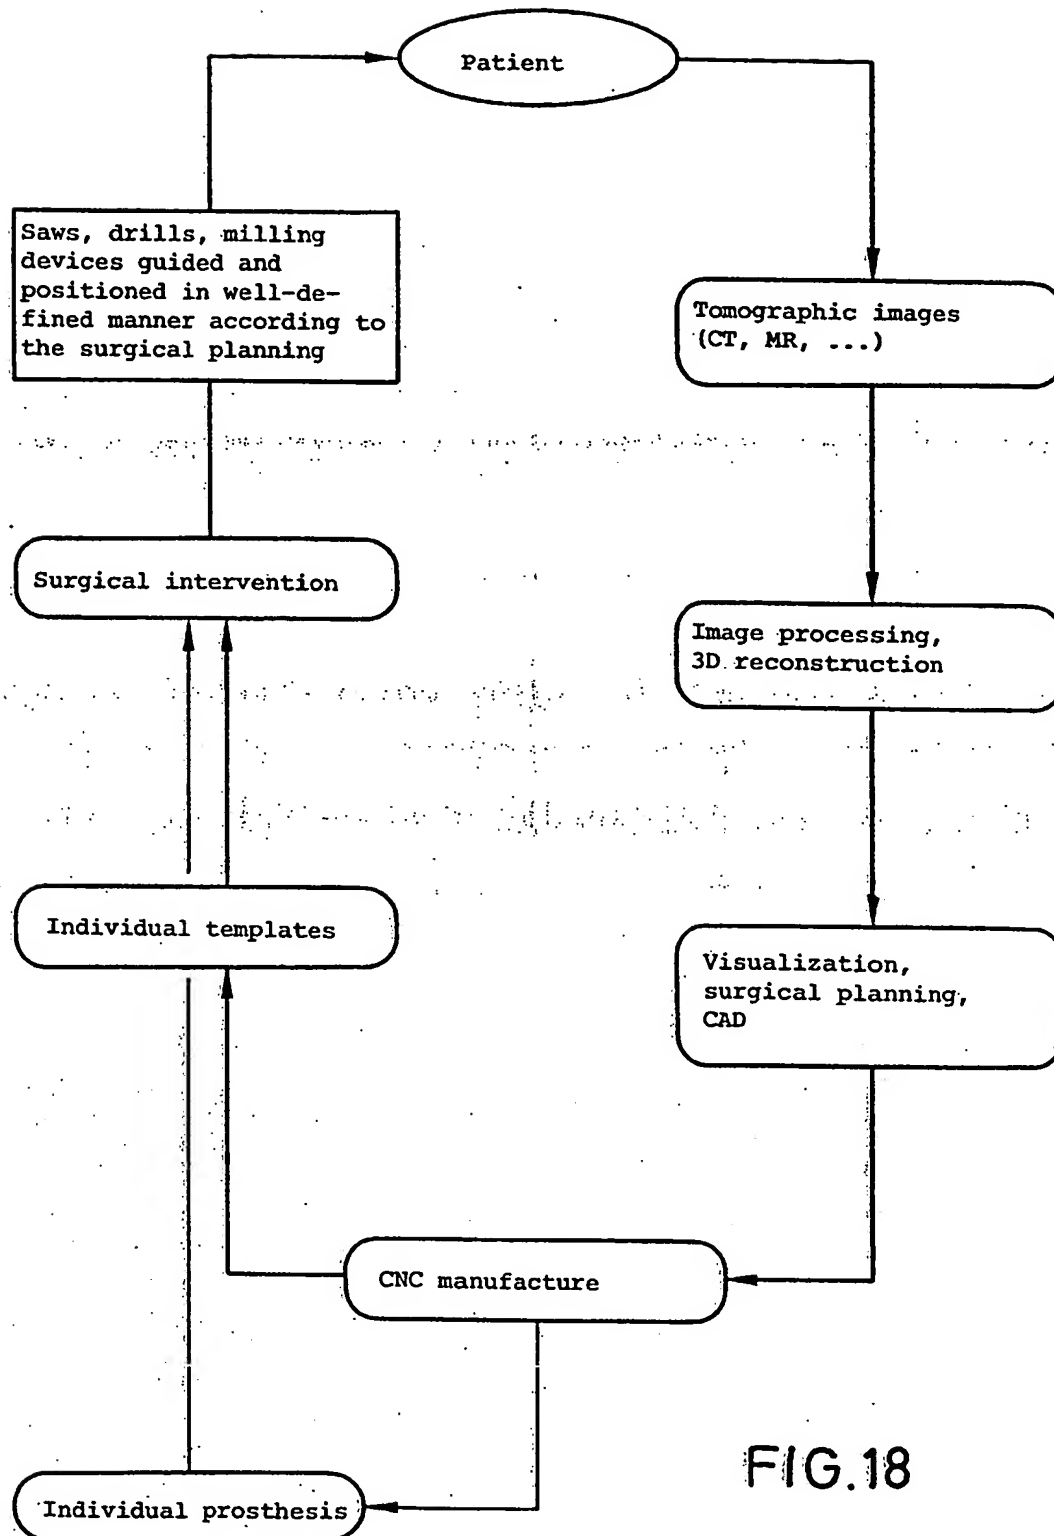 Patient
Saws, drills, milling
devices guided and
positioned in well-de-
fined manner according to
the surgical planning
Tomographic images
(CT, MR, ...)
Surgical intervention
Image processing,
3D reconstruction
Individual templates
Visualization,
surgical planning,
CAD
CNC manufacture
Individual prosthesis
FIG.18